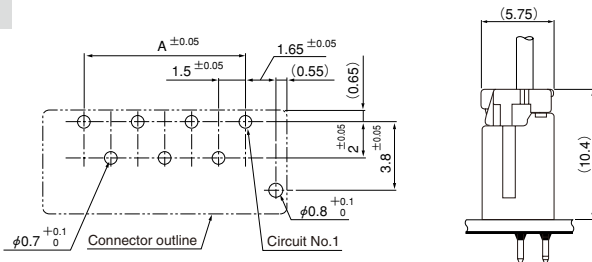 A ±0.05
1.65 ±0.05
1.5 ±0.05
(0.55)
(0.65)
2 ±0.05
3.8 ±0.05
φ0.7 +0.1 0
Connector outline
Circuit No.1
φ0.8 +0.1 0
(5.75)
(10.4)